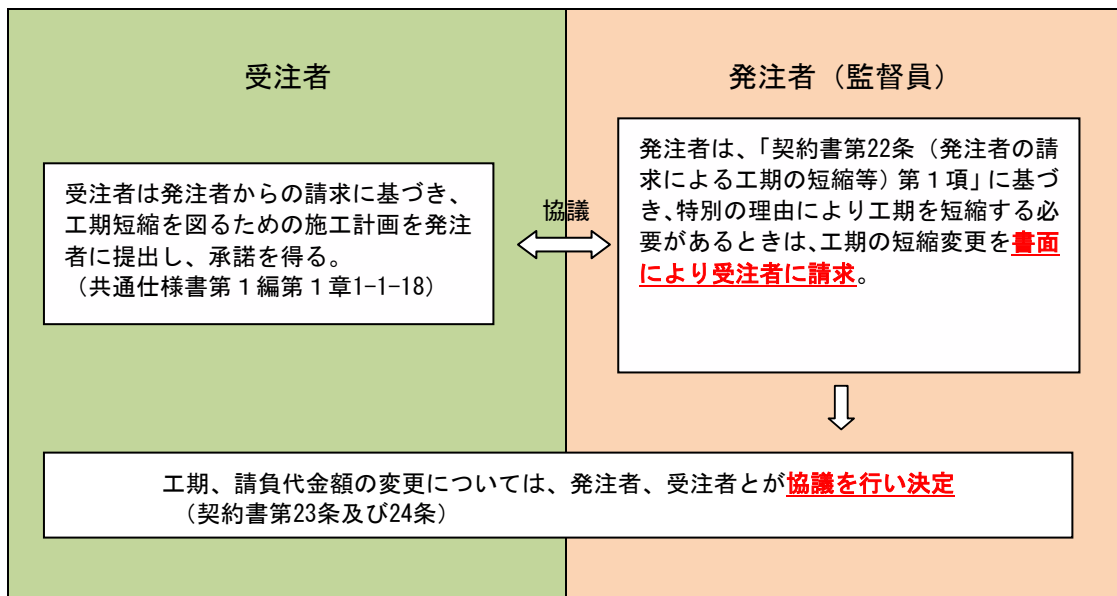 受注者
受注者は発注者からの請求に基づき、
工期短縮を図るための施工計画を発注
者に提出し、承諾を得る。
（共通仕様書第１編第１章1-1-18）
協議
発注者（監督員）
発注者は、「契約書第22条（発注者の請
求による工期の短縮等）第１項」に基づ
き、特別の理由により工期を短縮する必
要があるときは、工期の短縮変更を書面
により受注者に請求。
工期、請負代金額の変更については、発注者、受注者とが協議を行い決定
（契約書第23条及び24条）